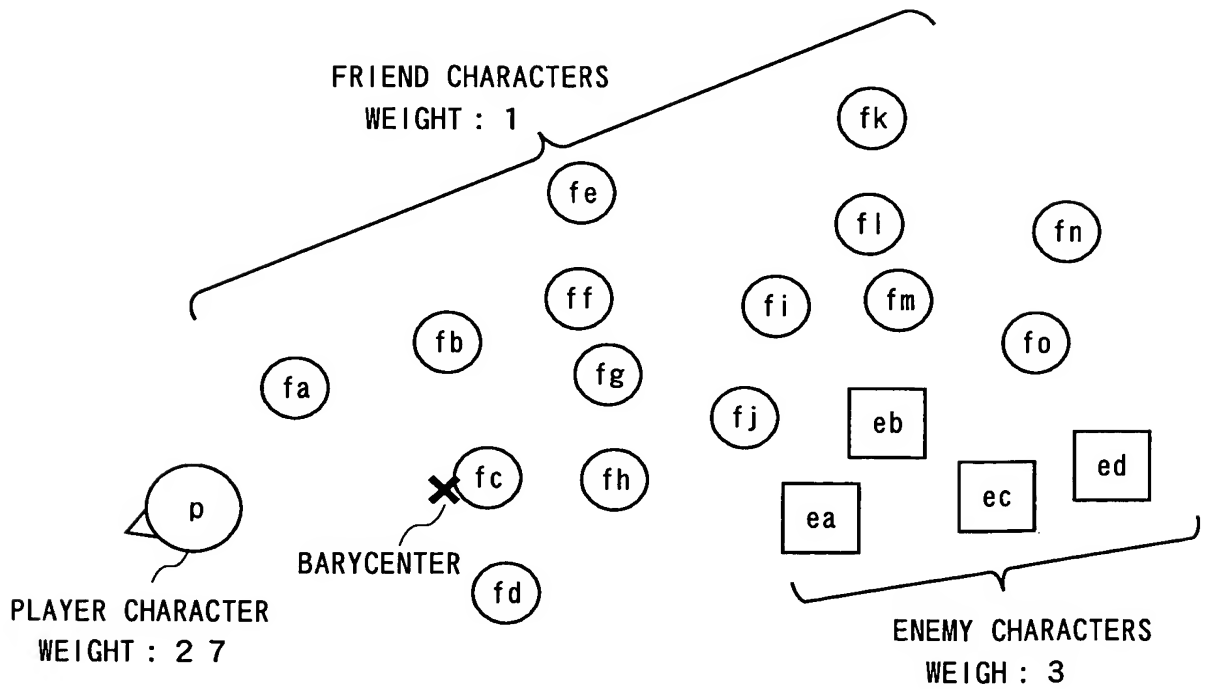 FRIEND CHARACTERS
WEIGHT : 1
fk
fe
fl
fn
ff
fi
fm
fb
fo
fg
fa
fj
eb
ed
fc
fh
ec
p
ea
BARYCENTER
fd
PLAYER CHARACTER
WEIGHT : 2 7
ENEMY CHARACTERS
WEIGH : 3